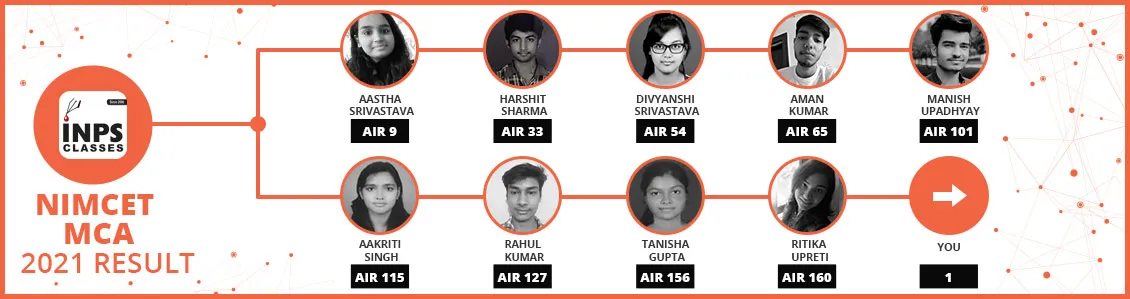 INPS
CLASSES
NIMCET
MCA
2021 RESULT
AASTHA
SRIVASTAVA
AIR 9
HARSHIT
SHARMA
AIR 33
DIVYANSHI
SRIVASTAVA
AIR 54
AMAN
KUMAR
AIR 65
MANISH
UPADHYAY
AIR 101
AAKRITI
SINGH
AIR 115
RAHUL
KUMAR
AIR 127
TANISHA
GUPTA
AIR 156
RITIKA
UPRETI
AIR 160
YOU
1